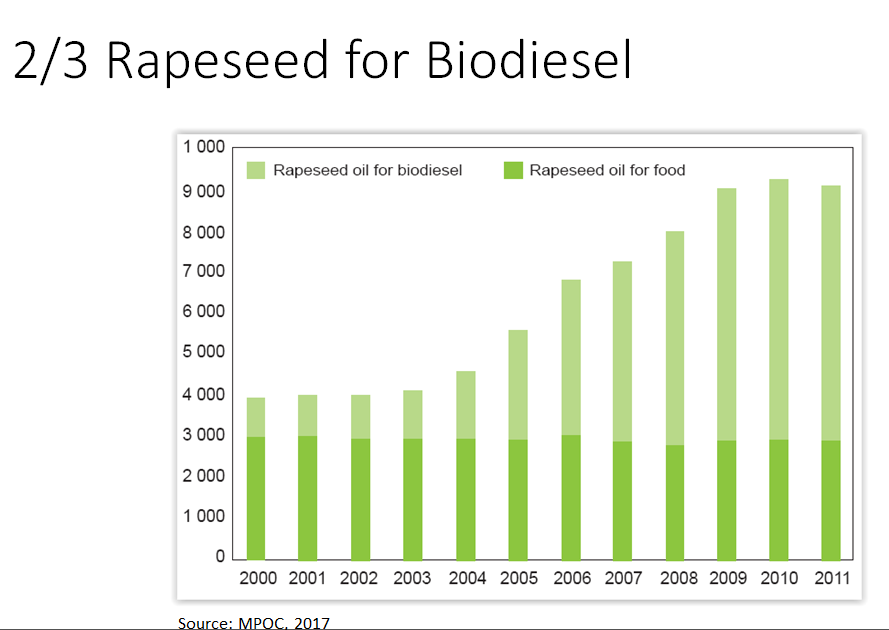 2/3 Rapeseed for Biodiesel
1 000
Rapeseed oil for biodiesel Rapeseed oil for food
9 000
8 000
7 000
6 000
5 000
4 000
3 000
2 000
1 000
0
2000 2001 2002 2003 2004 2005 2006 2007 2008 2009 2010 2011
Source: MPOC, 2017